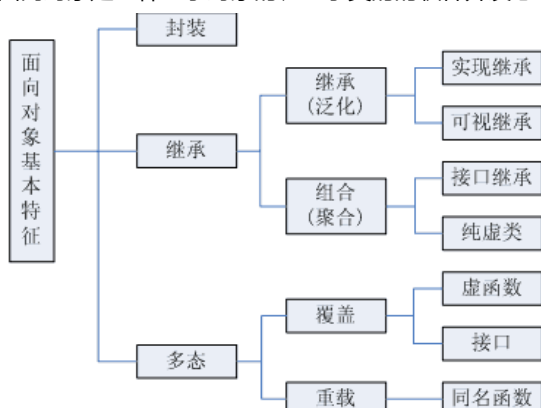 封装
面
向
对
象
基
本
特
征
继承
继承
(泛化)
实现继承
可视继承
组合
(聚合)
接口继承
纯虚类
多态
覆盖
虚函数
接口
重载
同名函数